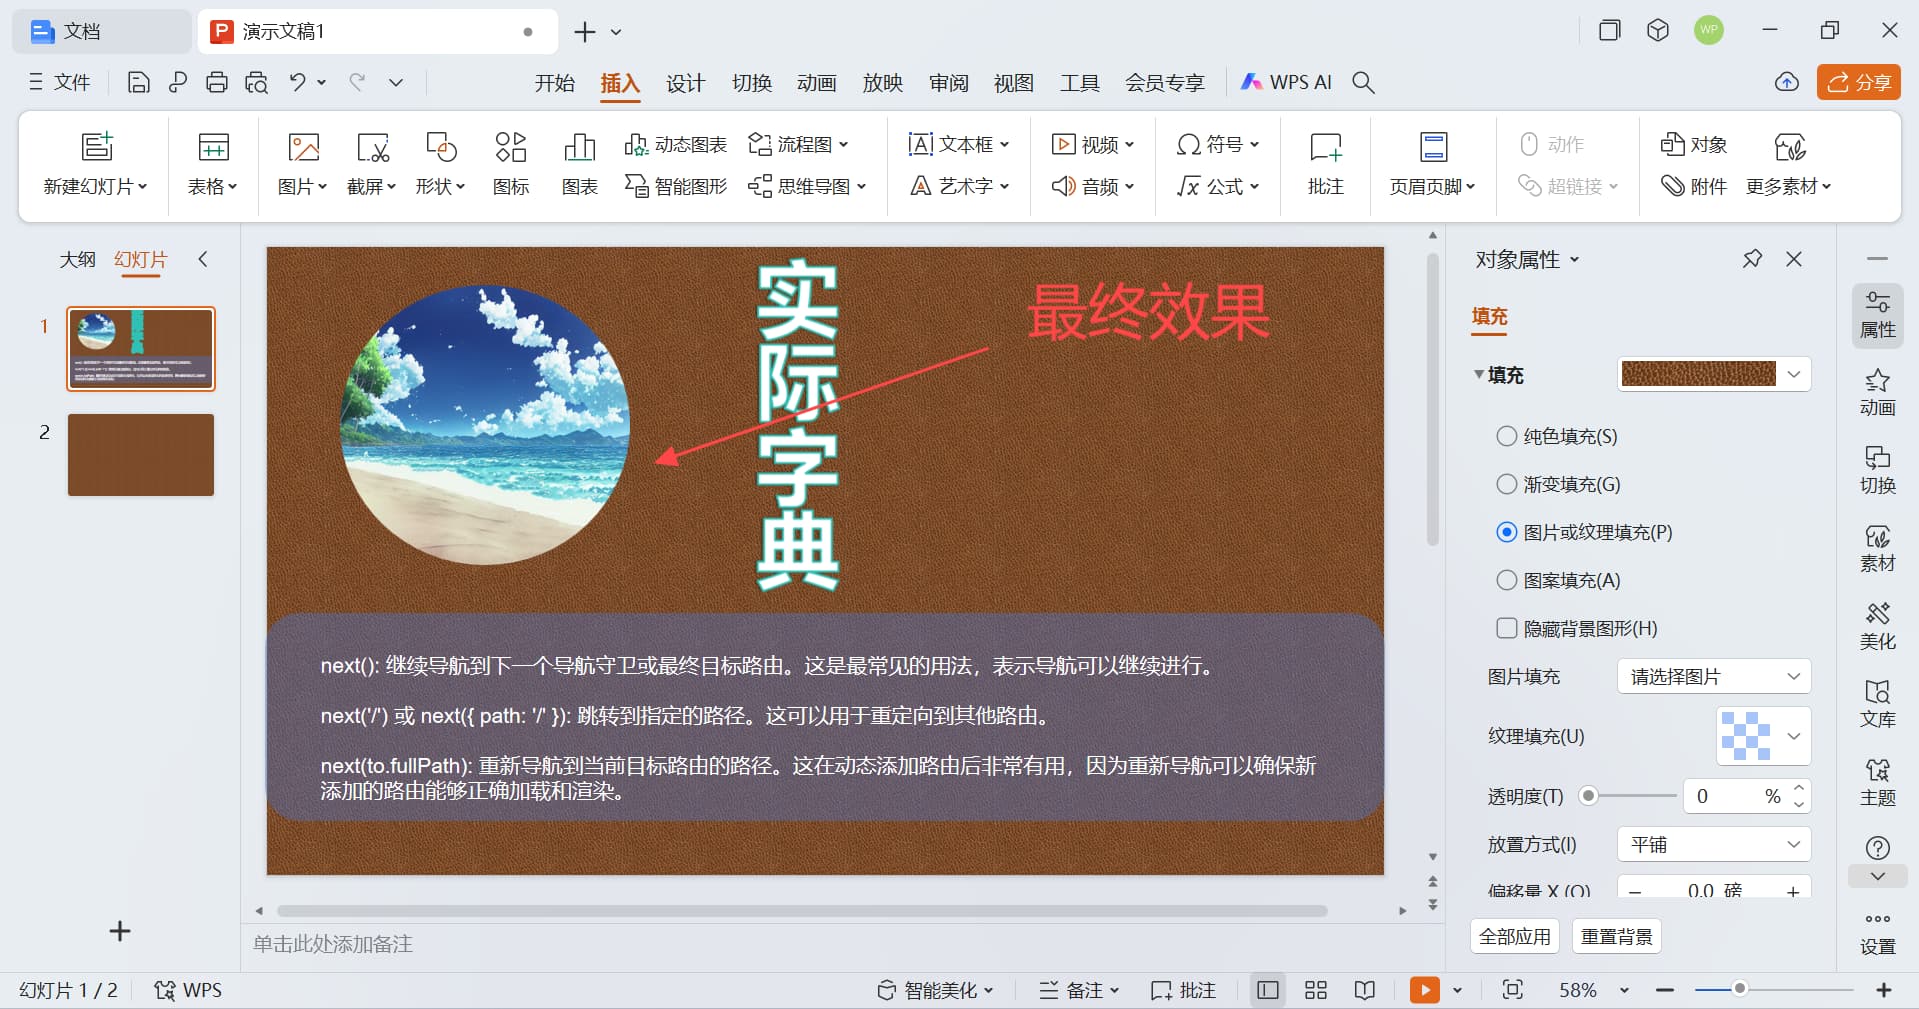 文档
演示文稿1
WP
文件
开始 插入 设计 切换 动画 放映 审阅 视图 工具 会员专享 WPS AI
分享
新建幻灯片 表格 图片 截屏 形状 图标 图表
动态图表 流程图
智能图形 思维导图
文本框
艺术字
视频
音频
符号
公式
批注 页眉页脚
动作
超链接
对象
附件
更多素材
大纲 幻灯片
1
2
实际字典
最终效果
next(): 继续导航到下一个导航守卫或最终目标路由。这是最常见的用法，表示导航可以继续进行。
next('/') 或 next({ path: '/' }): 跳转到指定的路径。这可以用于重定向到其他路由。
next(to.fullPath): 重新导航到当前目标路由的路径。这在动态添加路由后非常有用，因为重新导航可以确保新
添加的路由能够正确加载和渲染。
单击此处添加备注
对象属性
填充
填充
纯色填充(S)
渐变填充(G)
图片或纹理填充(P)
图案填充(A)
隐藏背景图形(H)
图片填充 请选择图片
纹理填充(U)
透明度(T) 0 %
放置方式(I) 平铺
偏移量 X (O) 0.0 磅
全部应用 重置背景
属性
动画
切换
素材
美化
文库
主题
设置
幻灯片 1 / 2 WPS
智能美化 备注 批注 58%